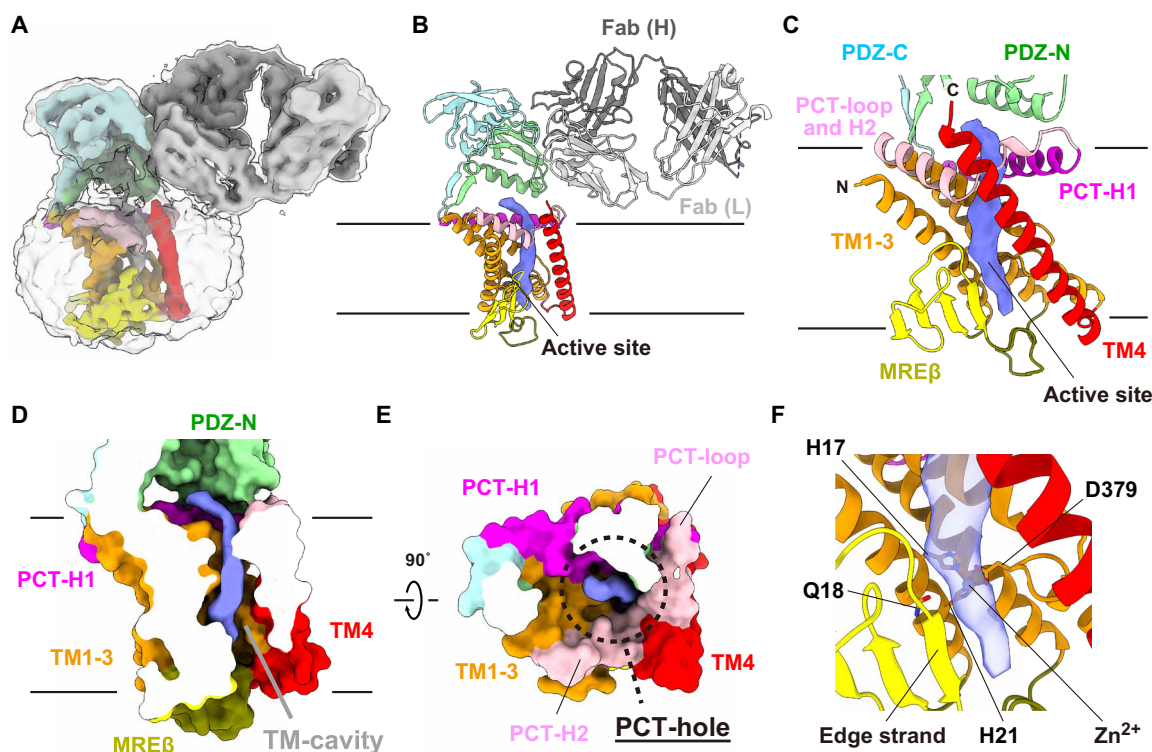 A
B
Fab (H)
Fab (L)
Active site
C
PDZ-C
PDZ-N
C
PCT-loop
and H2
PCT-H1
N
TM1-3
TM4
MREβ
Active site
D
PDZ-N
PCT-H1
TM1-3
TM4
MREβ
TM-cavity
90°
E
PCT-loop
PCT-H1
TM1-3
TM4
PCT-H2
PCT-hole
F
H17
D379
Q18
Edge strand
H21
Zn2+